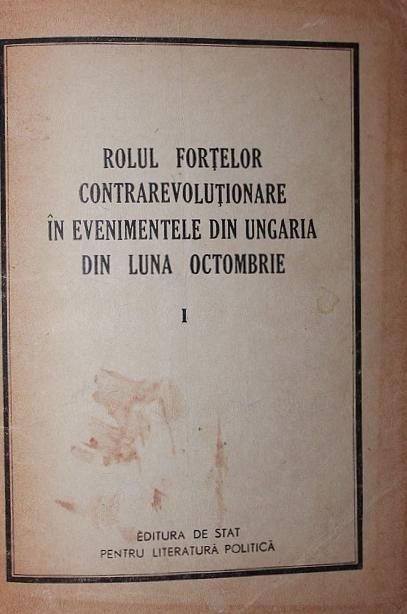 ROLUL FORȚELOR
CONTRAREVOLUȚIONARE
ÎN EVENIMENTELE DIN UNGARIA
DIN LUNA OCTOMBRIE
I
EDITURA DE STAT
PENTRU LITERATURĂ POLITICĂ